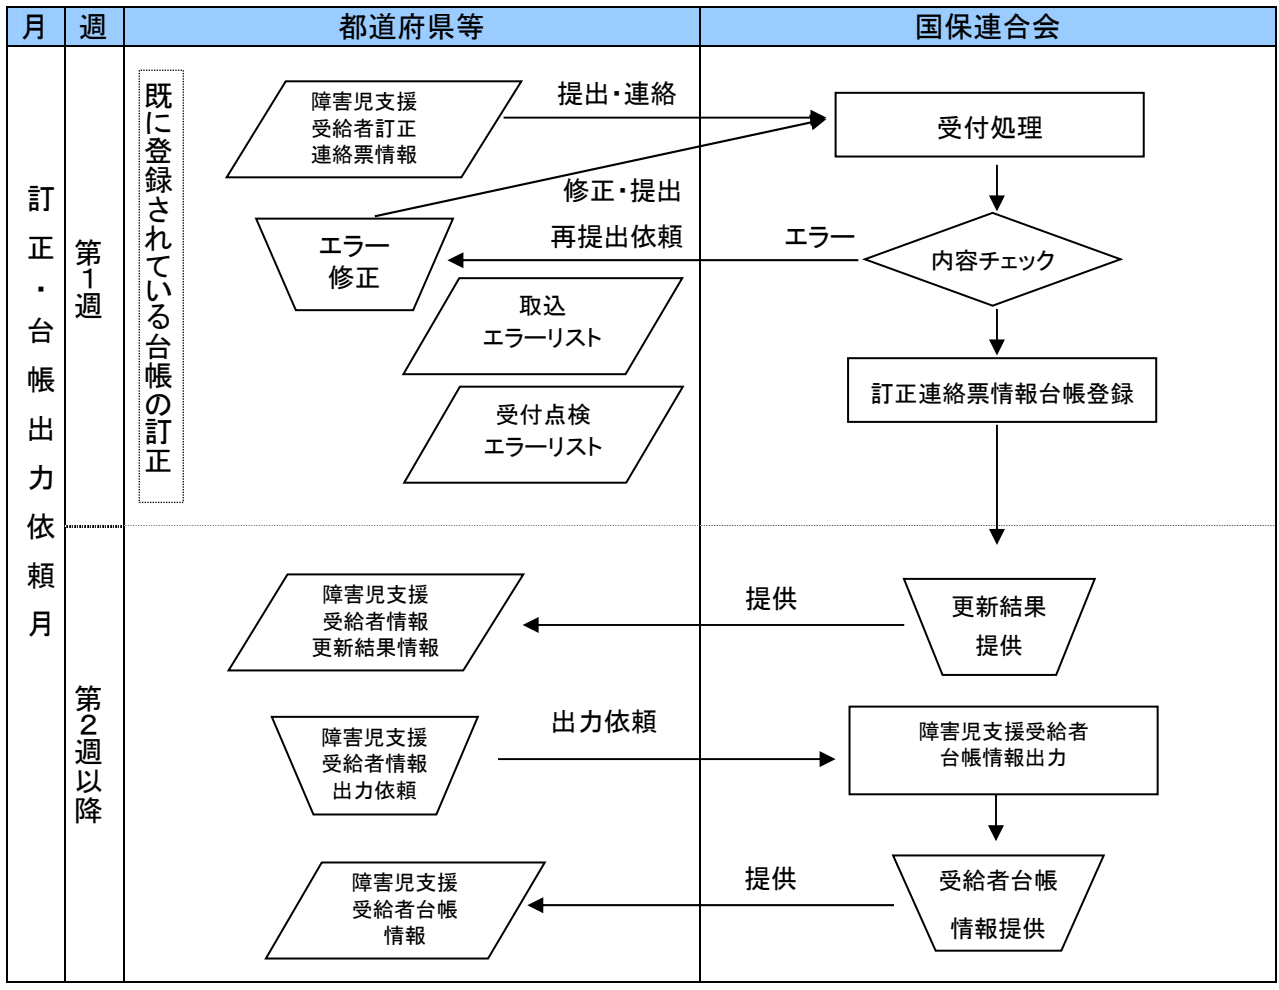 月
週
都道府県等
国保連合会
訂正・台帳出力依頼月
第1週
既に登録されている台帳の訂正
障害児支援
受給者訂正
連絡票情報
提出・連絡
受付処理
修正・提出
エラー
修正
再提出依頼
エラー
内容チェック
取込
エラーリスト
訂正連絡票情報台帳登録
受付点検
エラーリスト
第2週以降
障害児支援
受給者情報
更新結果情報
提供
更新結果
提供
障害児支援
受給者情報
出力依頼
出力依頼
障害児支援受給者
台帳情報出力
障害児支援
受給者台帳
情報
提供
受給者台帳
情報提供